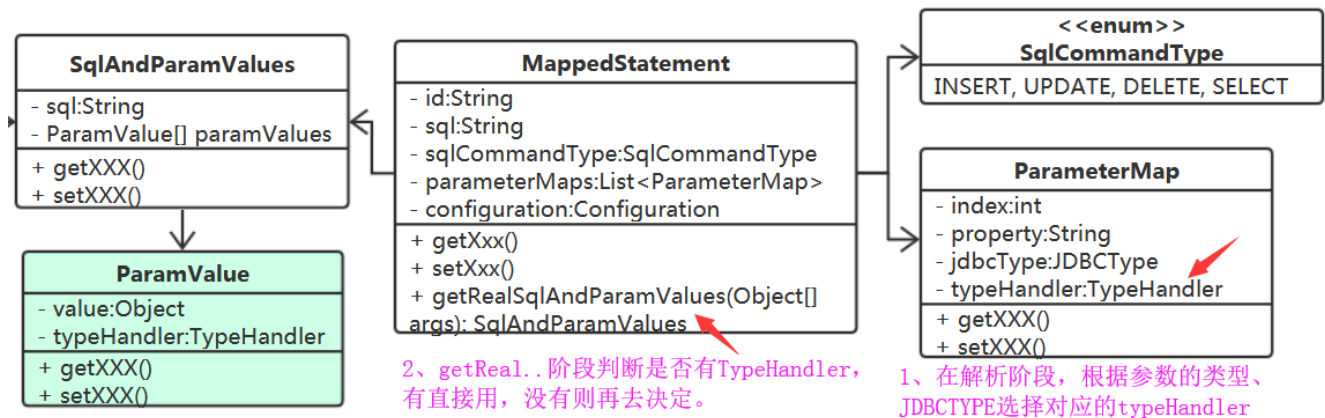 SqlAndParamValues
- sql:String
- ParamValue[] paramValues
+ getXXX()
+ setXXX()
ParamValue
- value:Object
- typeHandler:TypeHandler
+ getXXX()
+ setXXX()
MappedStatement
- id:String
- sql:String
- sqlCommandType:SqlCommandType
- parameterMaps:List<ParameterMap>
- configuration:Configuration
+ getXxx()
+ setXxx()
+ getRealSqlAndParamValues(Object[]
args): SqlAndParamValues
2、getReal..阶段判断是否有TypeHandler,
有直接用，没有则再去决定。
<<enum>>
SqlCommandType
INSERT, UPDATE, DELETE, SELECT
ParameterMap
- index:int
- property:String
- jdbcType:JDBCType
- typeHandler:TypeHandler
+ getXXX()
+ setXXX()
1、在解析阶段，根据参数的类型、
JDBCTYPE选择对应的typeHandler